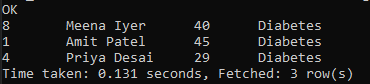 OK
8 Meena Iyer 40 Diabetes
1 Amit Patel 45 Diabetes
4 Priya Desai 29 Diabetes
Time taken: 0.131 seconds, Fetched: 3 row(s)